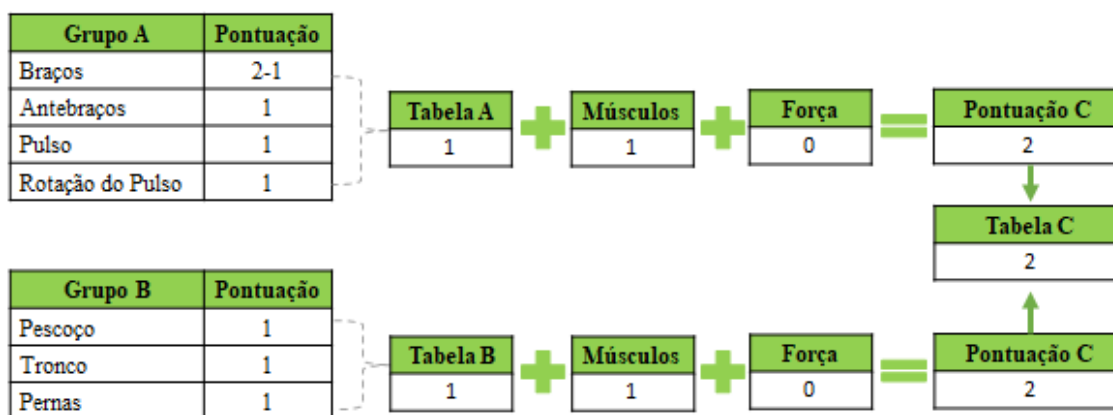 Grupo A Pontuação
Braços 2-1
Antebraços 1
Pulso 1
Rotação do Pulso 1
Tabela A Músculos Força Pontuação C
1 1 0 2
Tabela C
2
Grupo B Pontuação
Pescoço 1
Tronco 1
Pernas 1
Tabela B Músculos Força Pontuação C
1 1 0 2